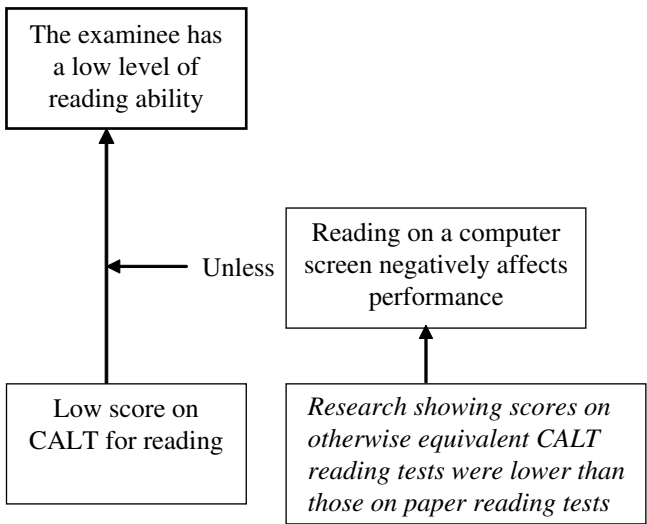 The examinee has
a low level of
reading ability
Reading on a computer
screen negatively affects
performance
Unless
Low score on
CALT for reading
Research showing scores on
otherwise equivalent CALT
reading tests were lower than
those on paper reading tests